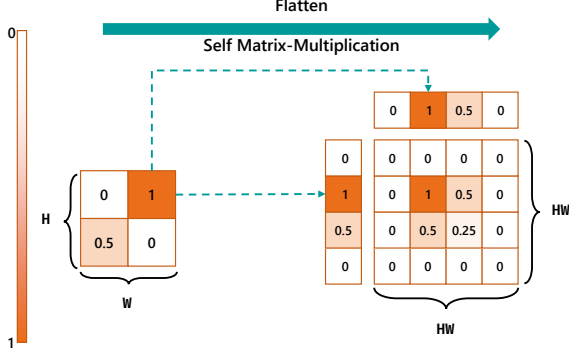 Flatten
0
Self Matrix-Multiplication
0 1 0.5 0
0 0 0 0 0
0 1 1 0 1 0.5 0
H HW
0.5 0 0.5 0 0.5 0.25 0
0 0 0 0 0
W
HW
1